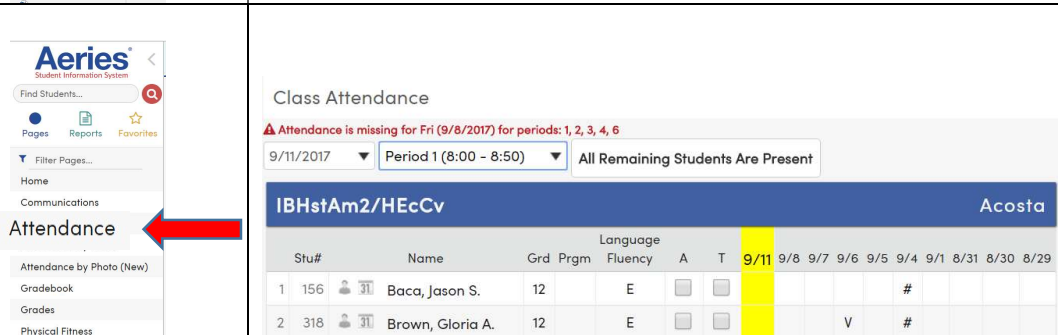 Aeries
Student Information System
Find Students...
Pages Reports Favorites
Filter Pages...
Home
Communications
Attendance
Attendance by Photo (New)
Gradebook
Grades
Physical Fitness
Class Attendance
Attendance is missing for Fri (9/8/2017) for periods: 1, 2, 3, 4, 6
9/11/2017 Period 1 (8:00 - 8:50) All Remaining Students Are Present
IBHstAm2/HEcCv Acosta
Stu# Name Grd Prgm Language Fluency A T 9/11 9/8 9/7 9/6 9/5 9/4 9/1 8/31 8/30 8/29
1 156 31 Baca, Jason S. 12 E #
2 318 31 Brown, Gloria A. 12 E V #